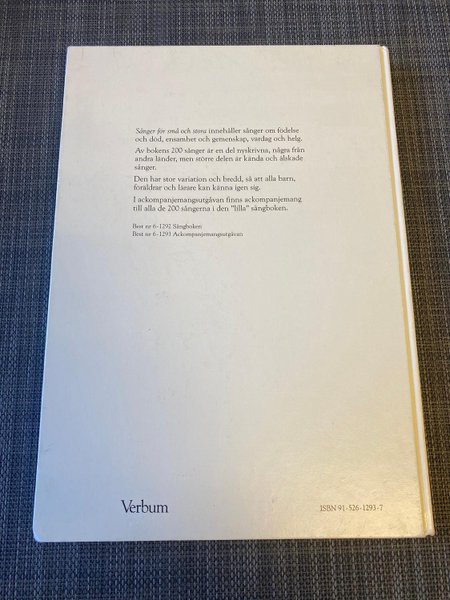 Sånger för små och stora innehåller sånger om födelse
och död, ensamhet och gemenskap, vardag och helg.
Av bokens 200 sånger är en del nyskrivna, några från
andra länder, men större delen är kända och älskade
sånger.
Den har stor variation och bredd, så att alla barn,
föräldrar och lärare kan känna igen sig.
I ackompanjemangsutgåvan finns ackompanjemang
till alla de 200 sångerna i den "lilla" sångboken.
Best nr 6-1292 Sångboken
Best nr 6-1293 Ackompanjemangsutgåvan
Verbum
ISBN 91-526-1293-7